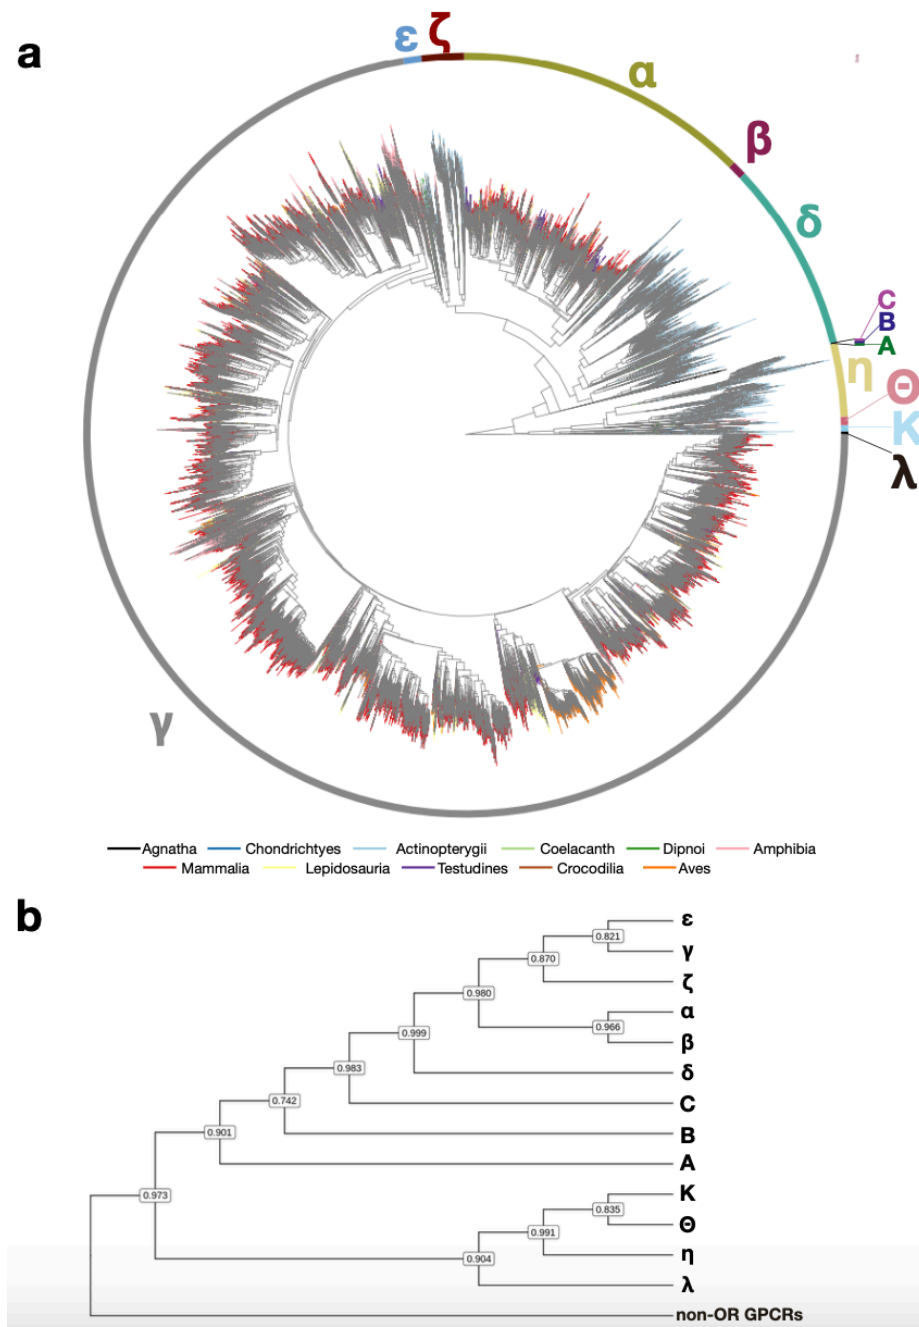 a
ε ζ
α
β
δ
C
B
A
η
Θ
K
λ
γ
Agnatha Chondrichtyes Actinopterygii Coelacanth Dipnoi Amphibia
Mammalia Lepidosauria Testudines Crocodilia Aves
b
ε
0.821
γ
0.870
ζ
0.980
α
0.966
β
0.999
δ
0.983
C
0.742
B
0.901
A
0.973
K
0.835
Θ
0.991
η
0.904
λ
non-OR GPCRs